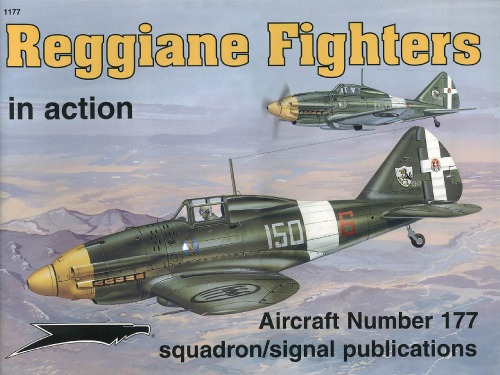 1177
Reggiane Fighters
in action
150 6
Aircraft Number 177
squadron/signal publications